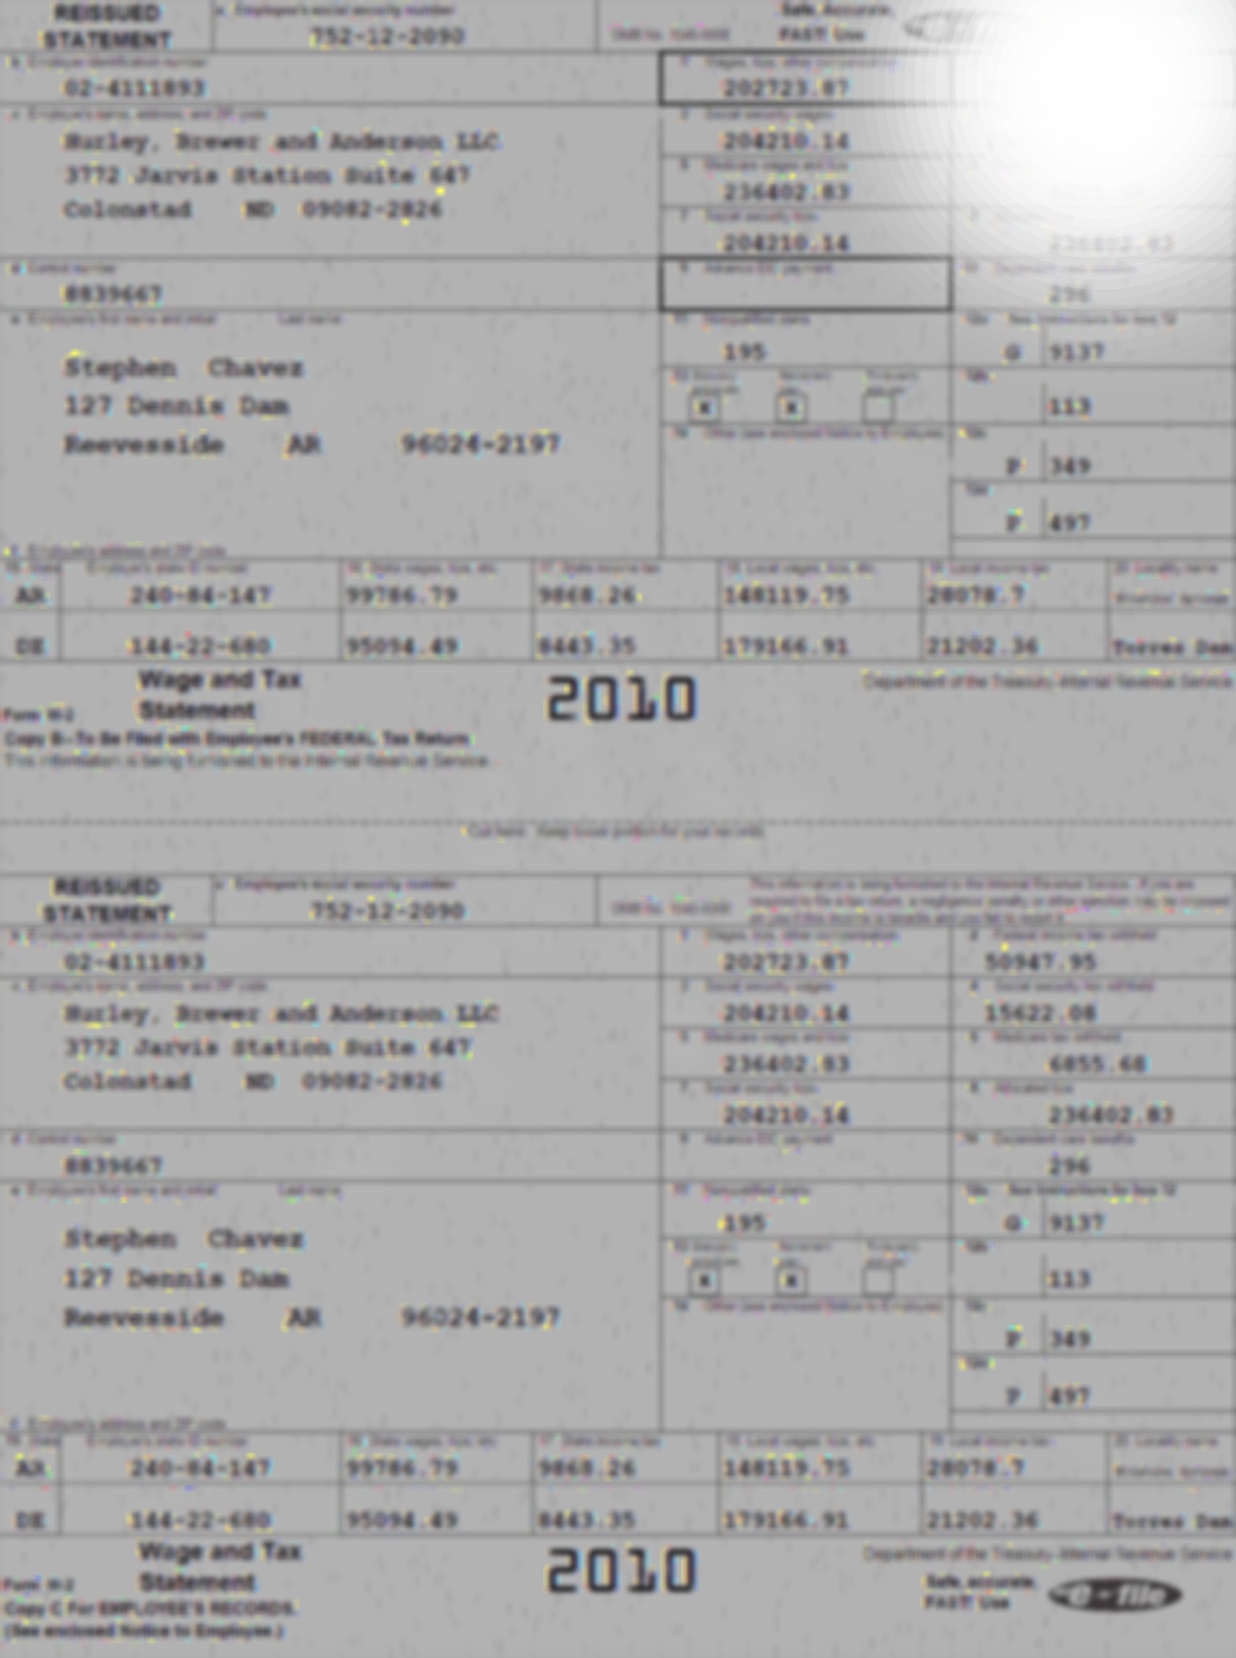 REISSUED STATEMENT
a Employee's social security number
752-12-2090
OMB No.
Safe, Accurate, FAST! Use
b Employer identification number
02-4111893
1 Wages, tips, other compensation
202723.87
c Employer's name, address, and ZIP code
Hurley, Brewer and Anderson LLC
3772 Jarvis Station Suite 647
Colonstad ND 09082-2826
3 Social security wages
204210.14
5 Medicare wages and tips
236402.83
7 Social security tips
204210.14
236402.83
d Control number
8839667
9 Advance EIC payment
10 Dependent care benefits
296
e Employee's first name and initial Last name
Stephen Chavez
127 Dennis Dam
Reevesside AR 96024-2197
11 Nonqualified plans
195
12a See instructions for box 12
G 9137
13 Statutory employee Retirement plan Third-party sick pay
X X
12b
113
14 Other (see enclosed Notice to Employee)
12c
P 349
12d
P 497
f Employee's address and ZIP code
15 State Employer's state ID number 16 State wages, tips, etc. 17 State income tax 18 Local wages, tips, etc. 19 Local income tax 20 Locality name
AR 240-84-147 99786.79 9868.26 148119.75 28078.7
DE 144-22-680 95094.49 8443.35 179166.91 21202.36 Torres Dam
Form W-2 Wage and Tax Statement
2010
Department of the Treasury-Internal Revenue Service
Copy B-To Be Filed with Employee's FEDERAL Tax Return
This information is being furnished to the Internal Revenue Service.
Cut here. Keep lower portion for your records.
REISSUED STATEMENT
a Employee's social security number
752-12-2090
OMB No.
This information is being furnished to the Internal Revenue Service. If you are
required to file a tax return, a negligence penalty or other sanction may be imposed
on you if this income is taxable and you fail to report it.
b Employer identification number
02-4111893
1 Wages, tips, other compensation
202723.87
2 Federal income tax withheld
50947.95
c Employer's name, address, and ZIP code
Hurley, Brewer and Anderson LLC
3772 Jarvis Station Suite 647
Colonstad ND 09082-2826
3 Social security wages
204210.14
4 Social security tax withheld
15622.08
5 Medicare wages and tips
236402.83
6 Medicare tax withheld
6855.68
7 Social security tips
204210.14
8 Allocated tips
236402.83
d Control number
8839667
9 Advance EIC payment
10 Dependent care benefits
296
e Employee's first name and initial Last name
Stephen Chavez
127 Dennis Dam
Reevesside AR 96024-2197
11 Nonqualified plans
195
12a See instructions for box 12
G 9137
13 Statutory employee Retirement plan Third-party sick pay
X X
12b
113
14 Other (see enclosed Notice to Employee)
12c
P 349
12d
P 497
f Employee's address and ZIP code
15 State Employer's state ID number 16 State wages, tips, etc. 17 State income tax 18 Local wages, tips, etc. 19 Local income tax 20 Locality name
AR 240-84-147 99786.79 9868.26 148119.75 28078.7
DE 144-22-680 95094.49 8443.35 179166.91 21202.36 Torres Dam
Form W-2 Wage and Tax Statement
2010
Department of the Treasury-Internal Revenue Service
Copy C For EMPLOYEE'S RECORDS.
(See enclosed Notice to Employee.)
Safe, accurate, FAST! Use
e-file